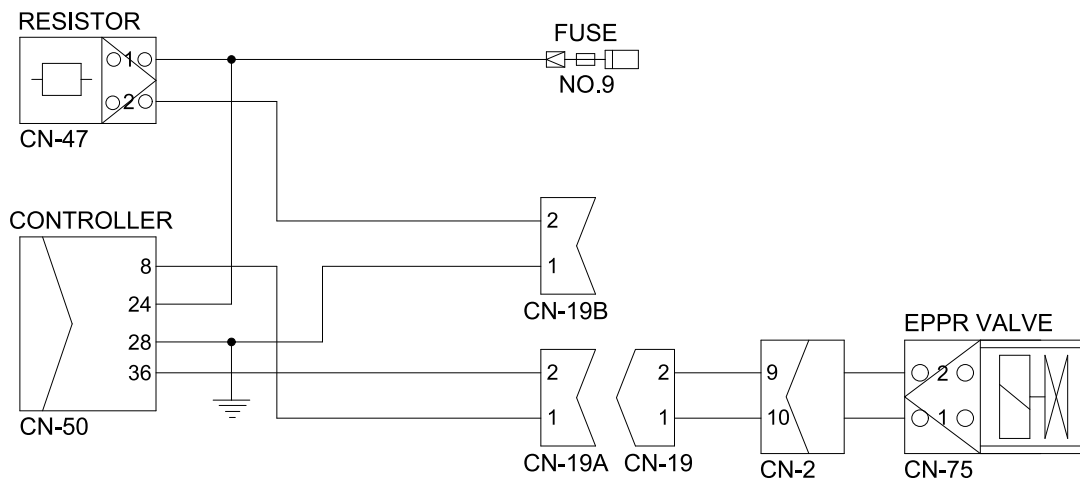 RESISTOR
1
2
CN-47
FUSE
NO.9
CONTROLLER
8
24
28
36
CN-50
2
1
CN-19B
2
1
CN-19A
2
1
CN-19
9
10
CN-2
EPPR VALVE
2
1
CN-75